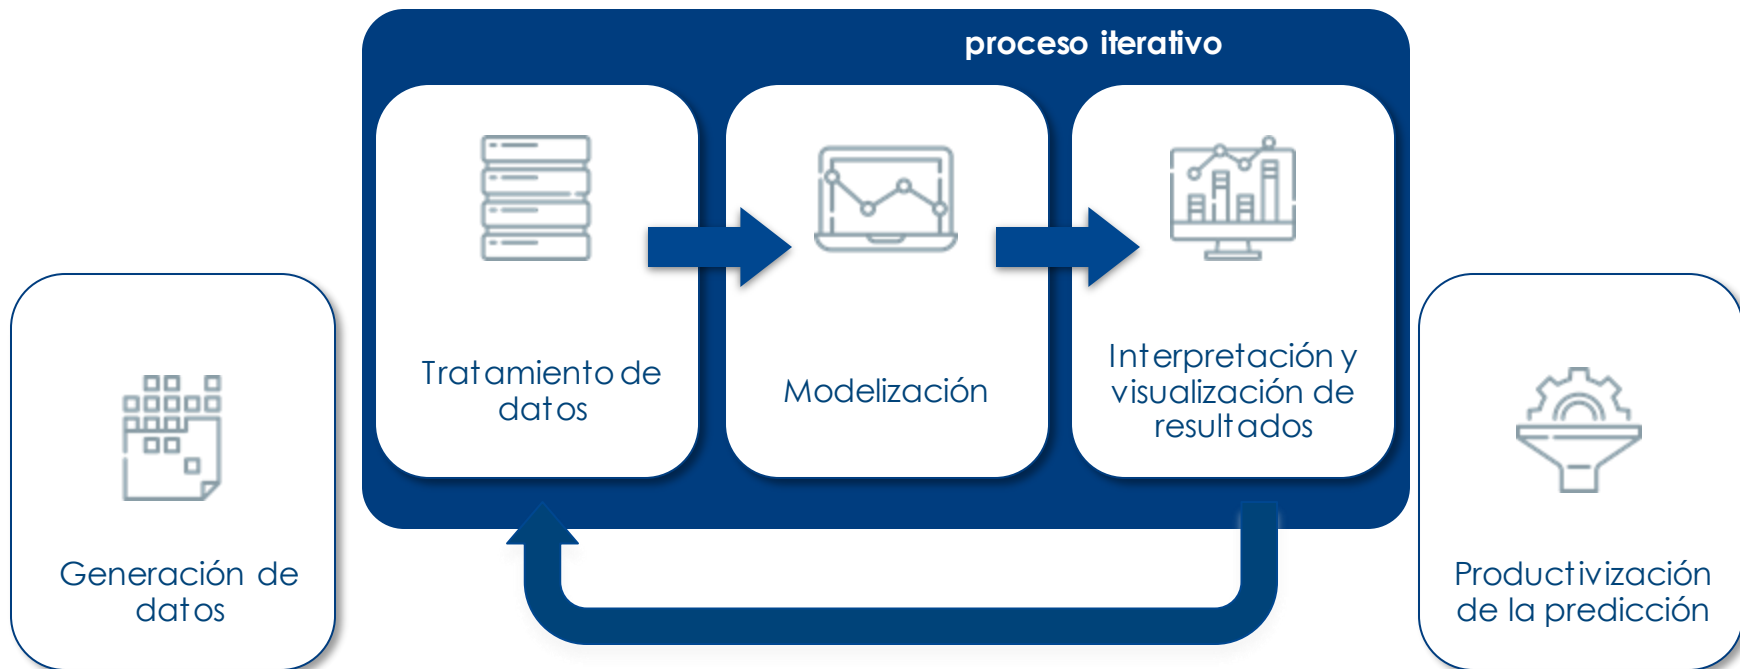 proceso iterativo
Tratamiento de
datos
Modelización
Interpretación y
visualización de
resultados
Generación de
datos
Productivización
de la predicción